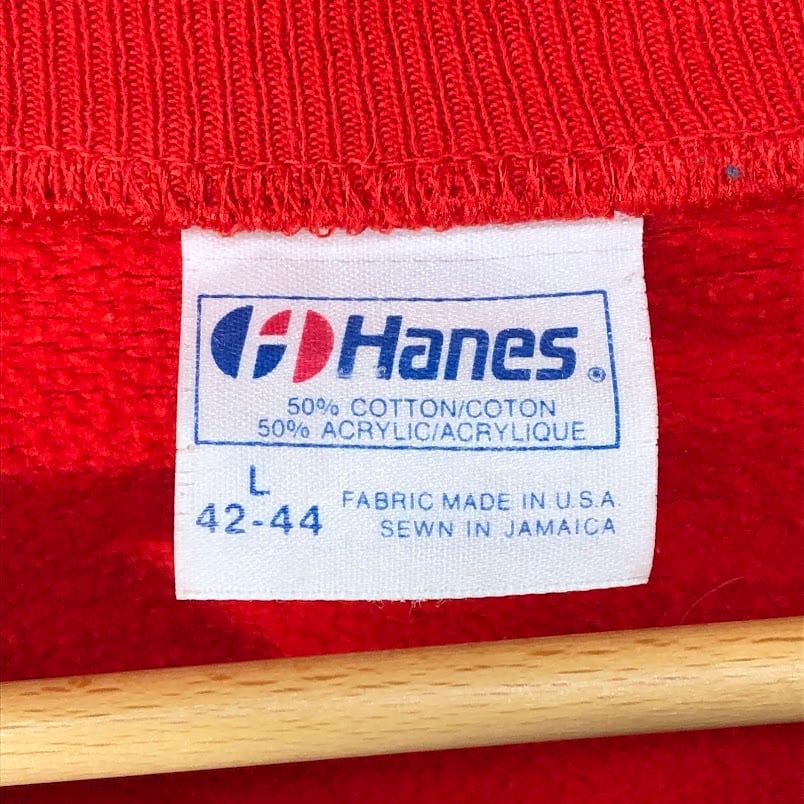 Hanes®
50% COTTON/COTON
50% ACRYLIC/ACRYLIQUE
L
42-44
FABRIC MADE IN U.S.A.
SEWN IN JAMAICA